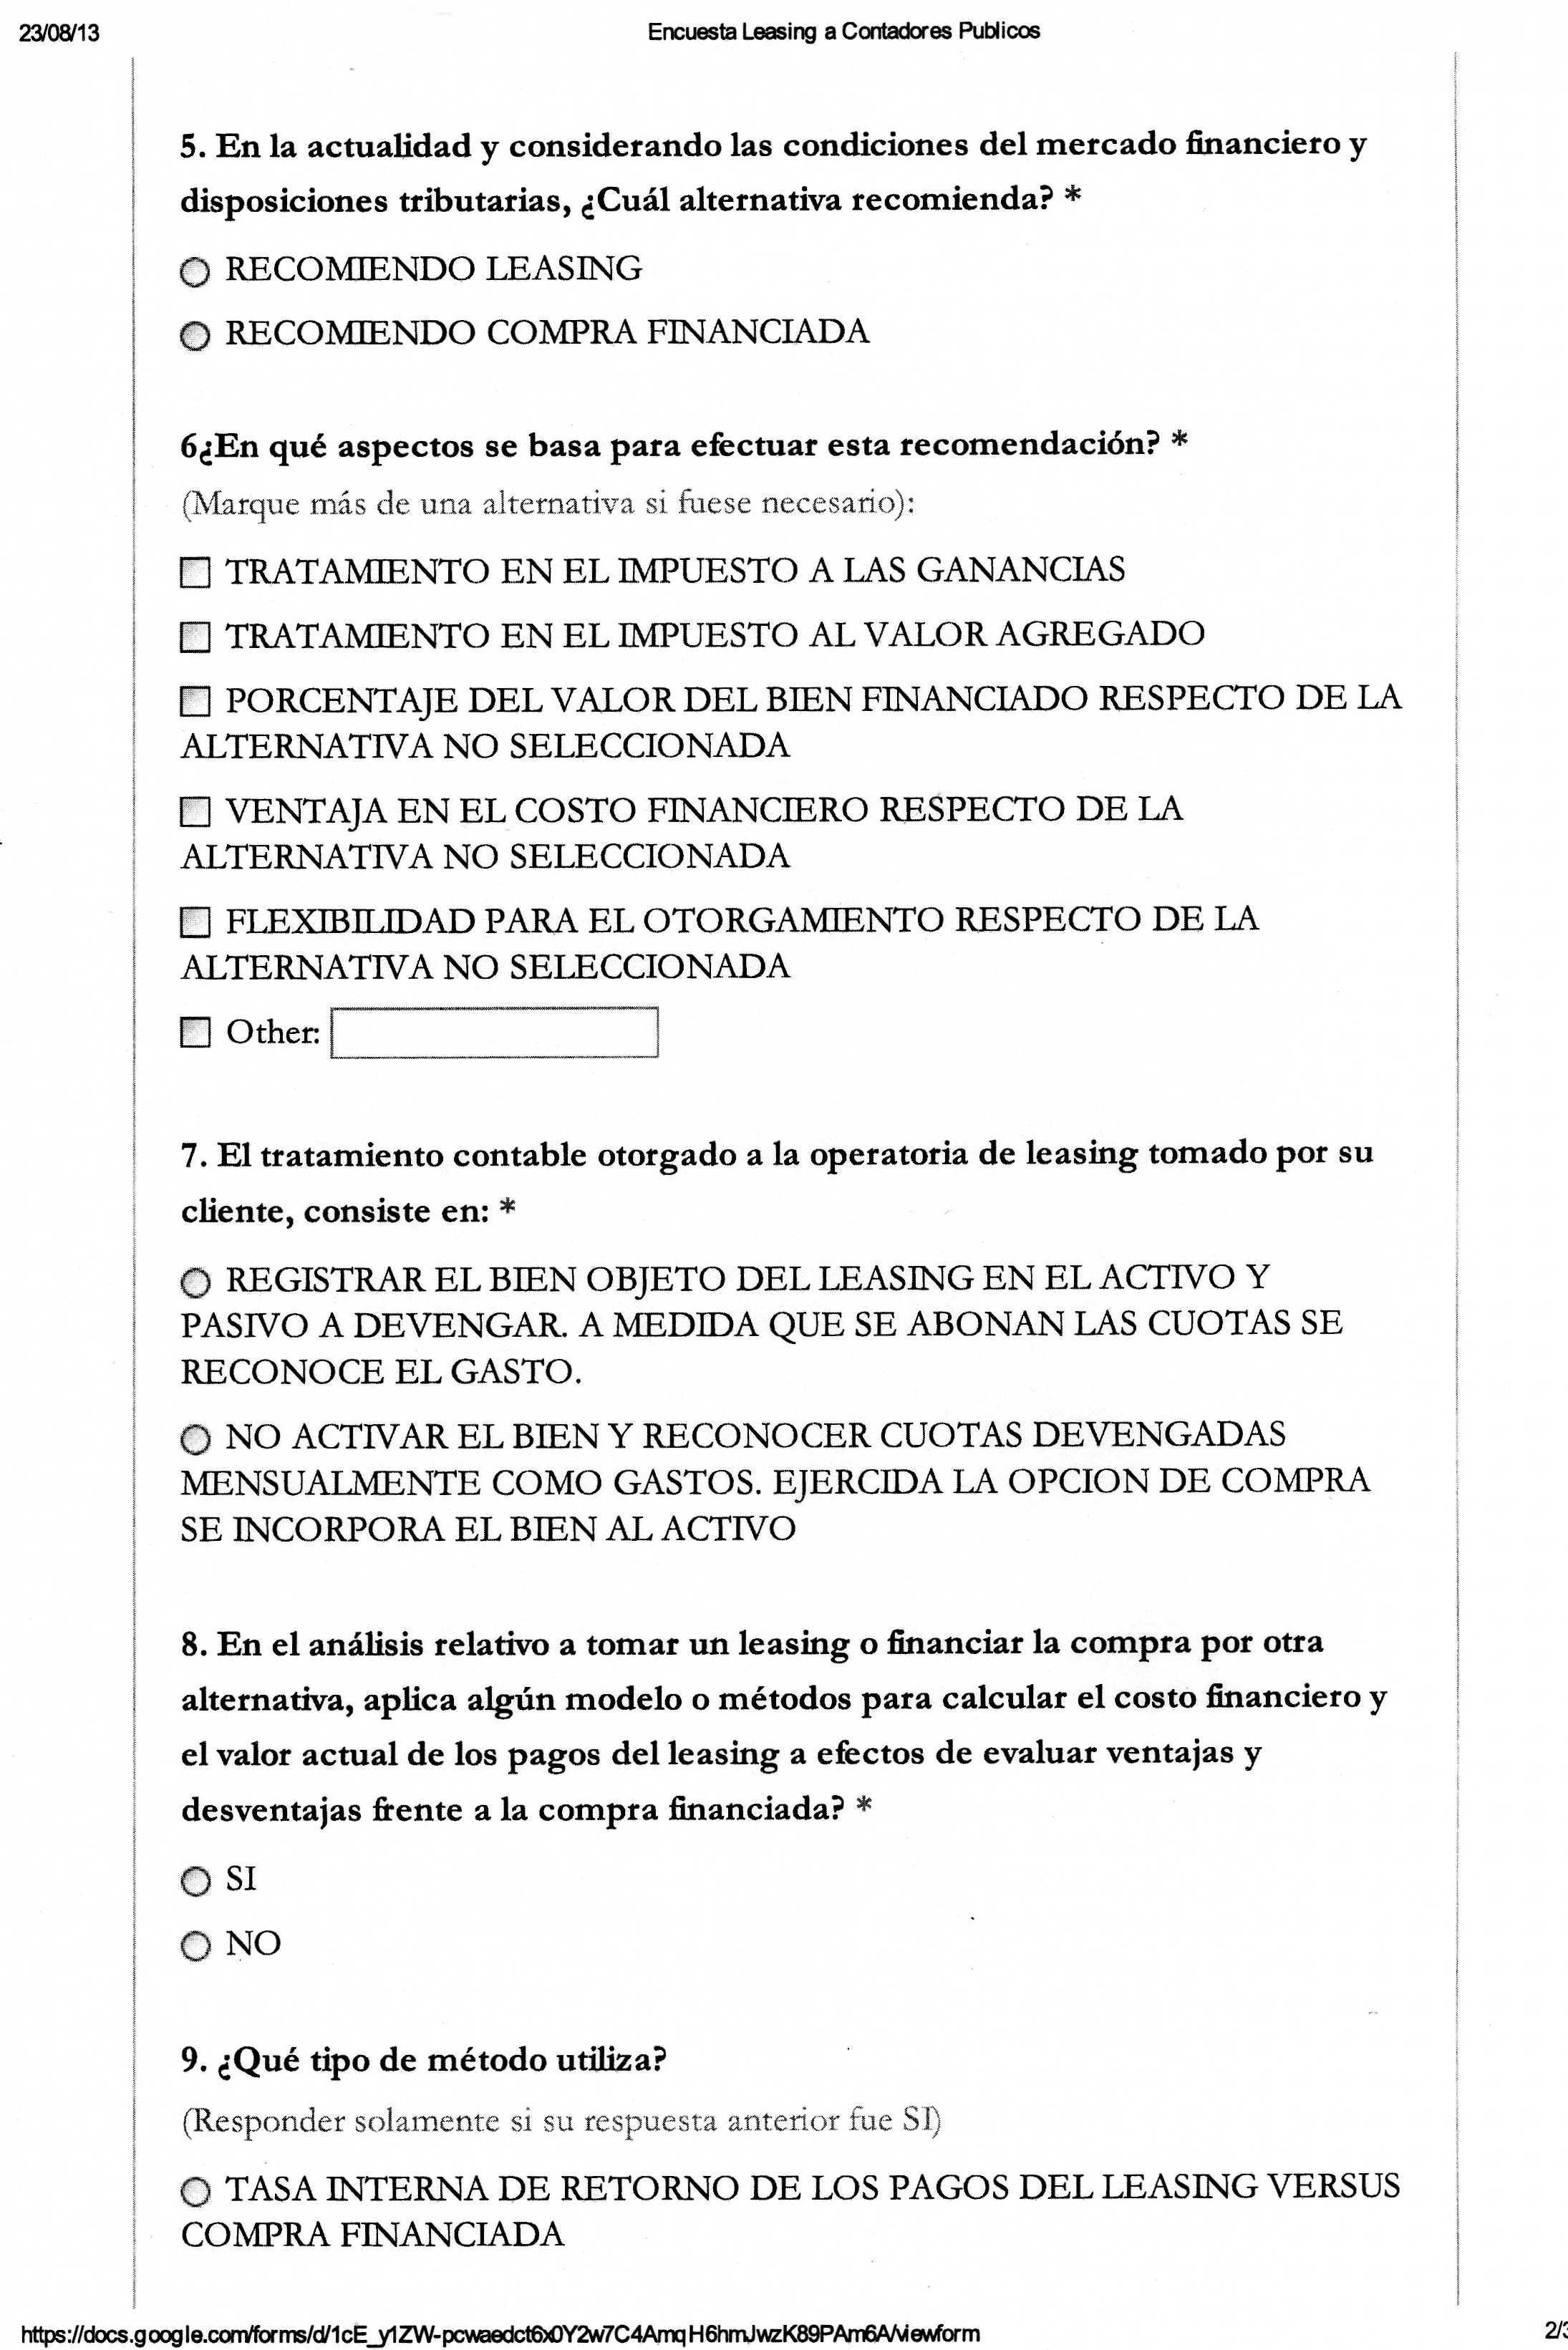 23/08/13
Encuesta Leasing a Contadores Publicos
5. En la actualidad y considerando las condiciones del mercado financiero y
disposiciones tributarias, ¿Cuál alternativa recomienda? *
RECOMIENDO LEASING
RECOMIENDO COMPRA FINANCIADA
6¿En qué aspectos se basa para efectuar esta recomendación? *
(Marque más de una alternativa si fuese necesario):
TRATAMIENTO EN EL IMPUESTO A LAS GANANCIAS
TRATAMIENTO EN EL IMPUESTO AL VALOR AGREGADO
PORCENTAJE DEL VALOR DEL BIEN FINANCIADO RESPECTO DE LA
ALTERNATIVA NO SELECCIONADA
VENTAJA EN EL COSTO FINANCIERO RESPECTO DE LA
ALTERNATIVA NO SELECCIONADA
FLEXIBILIDAD PARA EL OTORGAMIENTO RESPECTO DE LA
ALTERNATIVA NO SELECCIONADA
Other:
7. El tratamiento contable otorgado a la operatoria de leasing tomado por su
cliente, consiste en: *
REGISTRAR EL BIEN OBJETO DEL LEASING EN EL ACTIVO Y
PASIVO A DEVENGAR. A MEDIDA QUE SE ABONAN LAS CUOTAS SE
RECONOCE EL GASTO.
NO ACTIVAR EL BIEN Y RECONOCER CUOTAS DEVENGADAS
MENSUALMENTE COMO GASTOS. EJERCIDA LA OPCION DE COMPRA
SE INCORPORA EL BIEN AL ACTIVO
8. En el análisis relativo a tomar un leasing o financiar la compra por otra
alternativa, aplica algún modelo o métodos para calcular el costo financiero y
el valor actual de los pagos del leasing a efectos de evaluar ventajas y
desventajas frente a la compra financiada? *
SI
NO
9. ¿Qué tipo de método utiliza?
(Responder solamente si su respuesta anterior fue SI)
TASA INTERNA DE RETORNO DE LOS PAGOS DEL LEASING VERSUS
COMPRA FINANCIADA
https://docs.google.com/forms/d/1cE_y1ZW-pcwaedct6x0Y2w7C4AmqH6hmJwzK89PAm6A/viewform
2/3